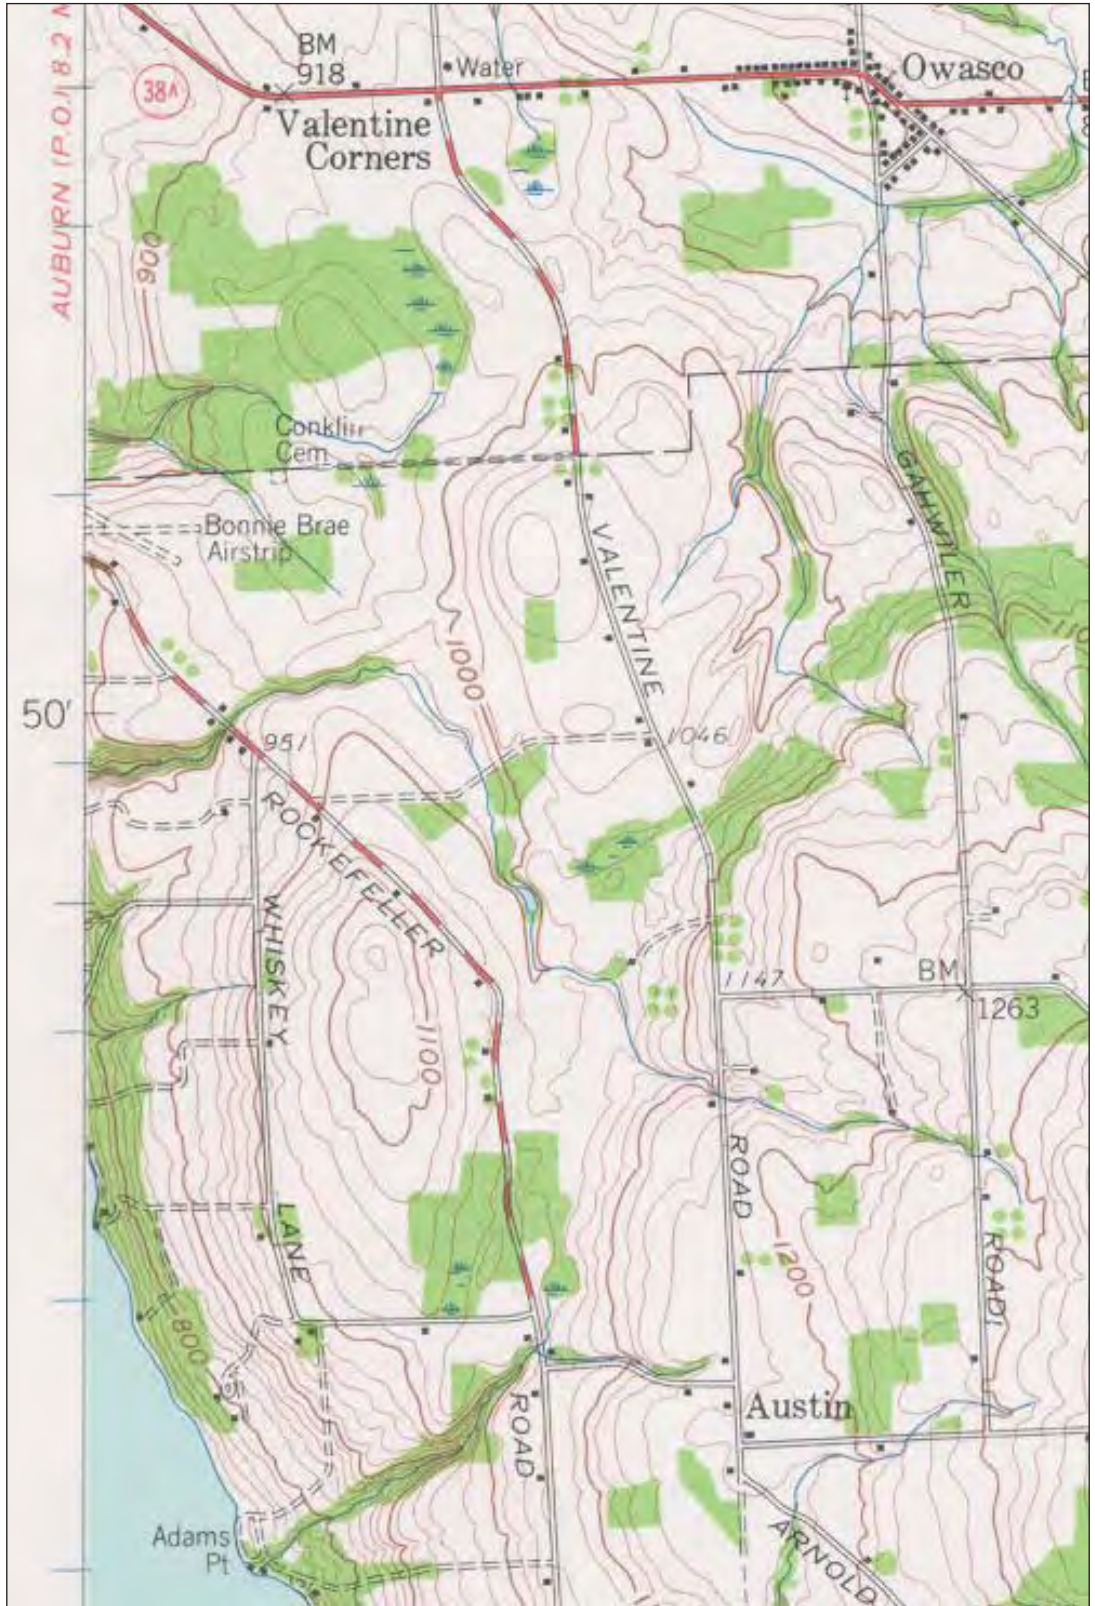 AUBURN (P.O.) 8.2 M
BM
918
38A
Water
Owasco
Valentine
Corners
900
Conklin
Cem
Bonnie Brae
Airstrip
GAHWILER
VALENTINE
1000
50'
951
1046
ROCKEFELLER
WHISKEY
1147
BM
1263
1100
ROAD
LANE
1200
ROAD
800
ROAD
Austin
Adams
Pt
ARNOLD